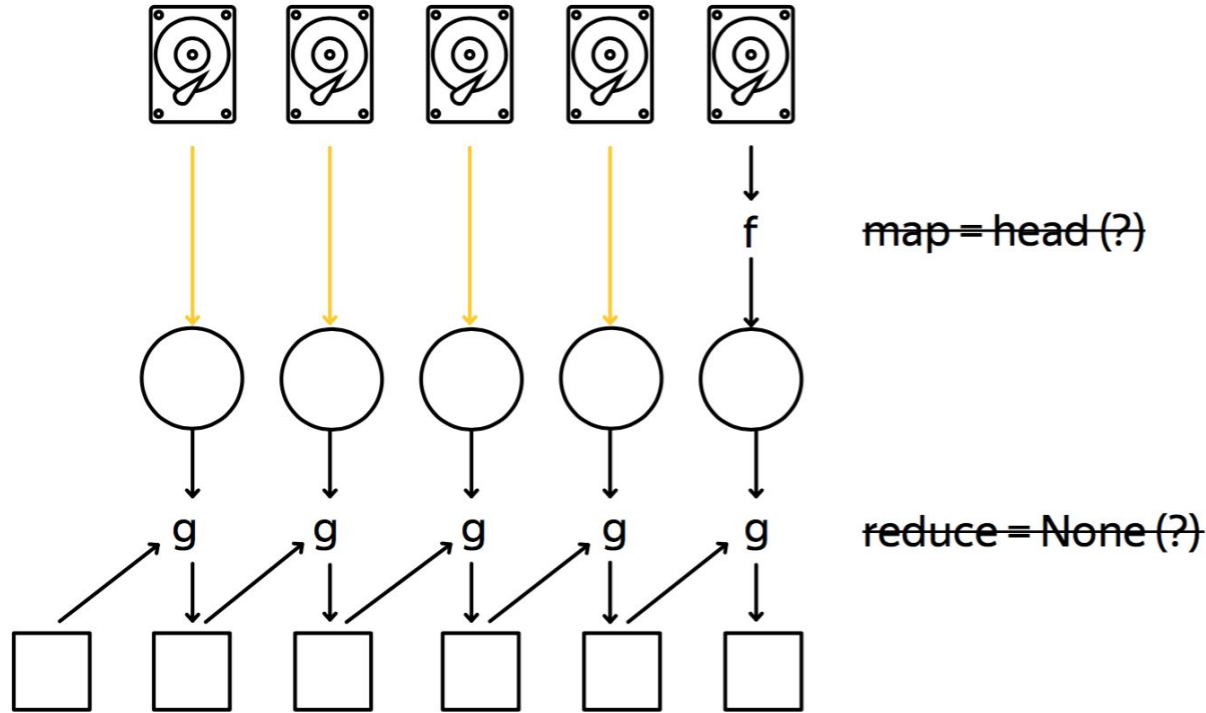 f
map = head (?)
g g g g g
reduce = None (?)